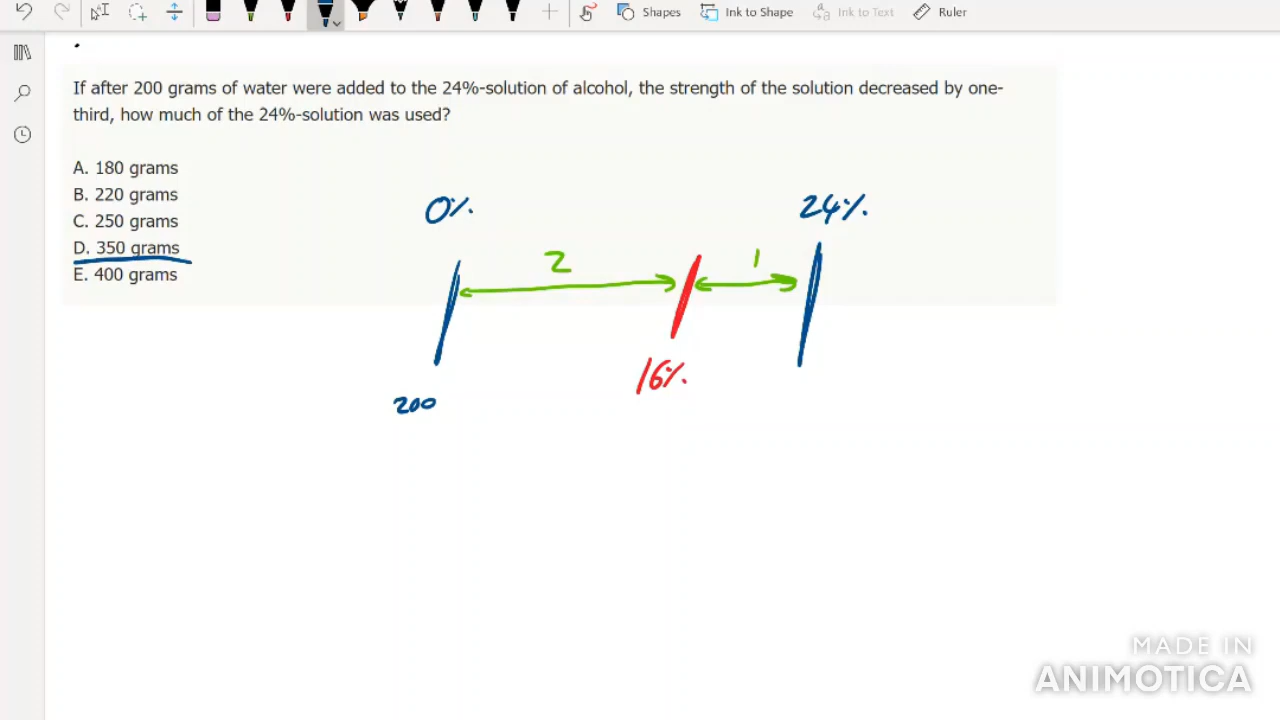 Shapes Ink to Shape Ink to Text Ruler
If after 200 grams of water were added to the 24%-solution of alcohol, the strength of the solution decreased by one-
third, how much of the 24%-solution was used?
A. 180 grams
B. 220 grams
C. 250 grams
D. 350 grams
E. 400 grams
0% 24%
2 1
16%
200
MADE IN
ANIMOTICA